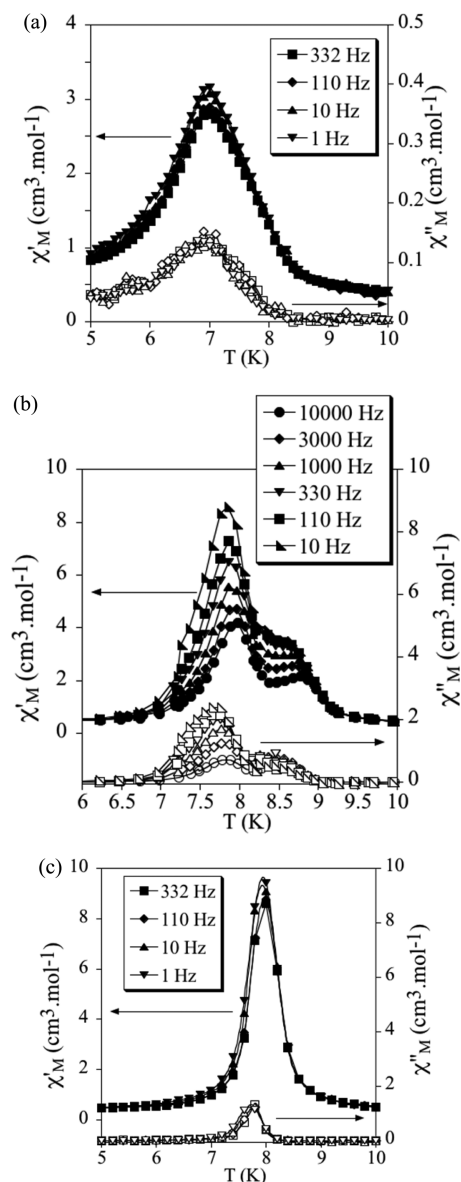 (a)
4
3
2
1
0
0.5
0.4
0.3
0.2
0.1
0
332 Hz
110 Hz
10 Hz
1 Hz
χ'M (cm³.mol-¹)
χ"M (cm³.mol-¹)
5 6 7 8 9 10
T (K)
(b)
10000 Hz
3000 Hz
1000 Hz
330 Hz
110 Hz
10 Hz
10
8
6
4
2
0
10
8
6
4
2
0
χ'M (cm³.mol-¹)
χ"M (cm³.mol-¹)
6 6.5 7 7.5 8 8.5 9 9.5 10
T (K)
(c)
332 Hz
110 Hz
10 Hz
1 Hz
10
8
6
4
2
0
10
8
6
4
2
0
χ'M (cm³.mol-¹)
χ"M (cm³.mol-¹)
5 6 7 8 9 10
T (K)